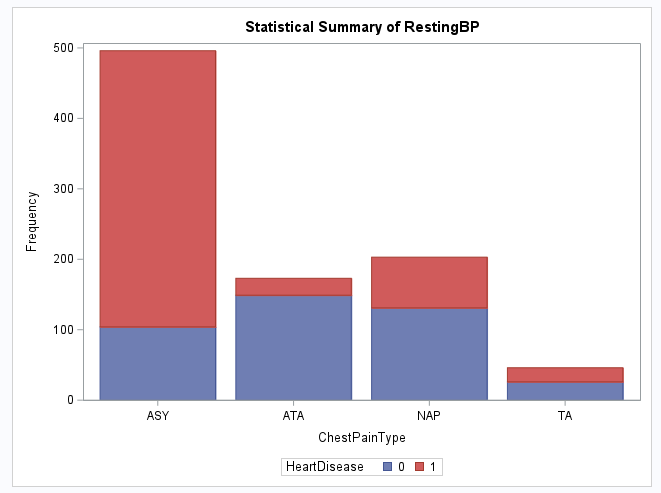 Statistical Summary of RestingBP
500
400
300
200
100
0
Frequency
ASY ATA NAP TA
ChestPainType
HeartDisease 0 1